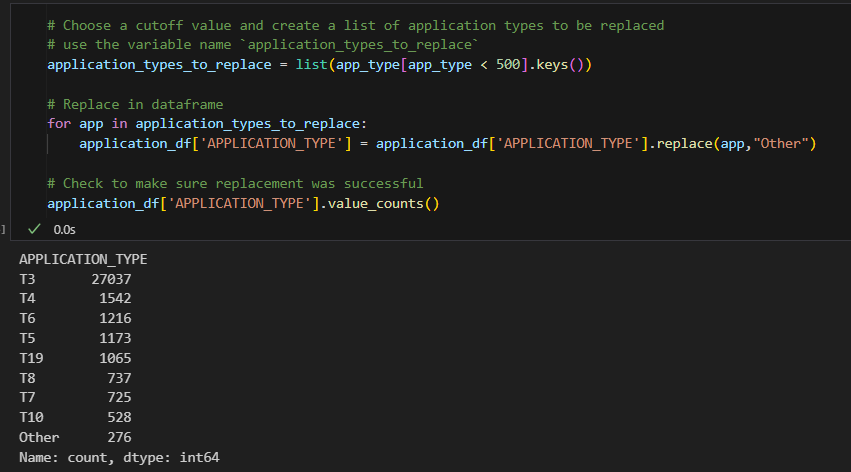 # Choose a cutoff value and create a list of application types to be replaced
# use the variable name `application_types_to_replace`
application_types_to_replace = list(app_type[app_type < 500].keys())
# Replace in dataframe
for app in application_types_to_replace:
application_df['APPLICATION_TYPE'] = application_df['APPLICATION_TYPE'].replace(app,"Other")
# Check to make sure replacement was successful
application_df['APPLICATION_TYPE'].value_counts()
] ✓ 0.0s
APPLICATION_TYPE
T3 27037
T4 1542
T6 1216
T5 1173
T19 1065
T8 737
T7 725
T10 528
Other 276
Name: count, dtype: int64